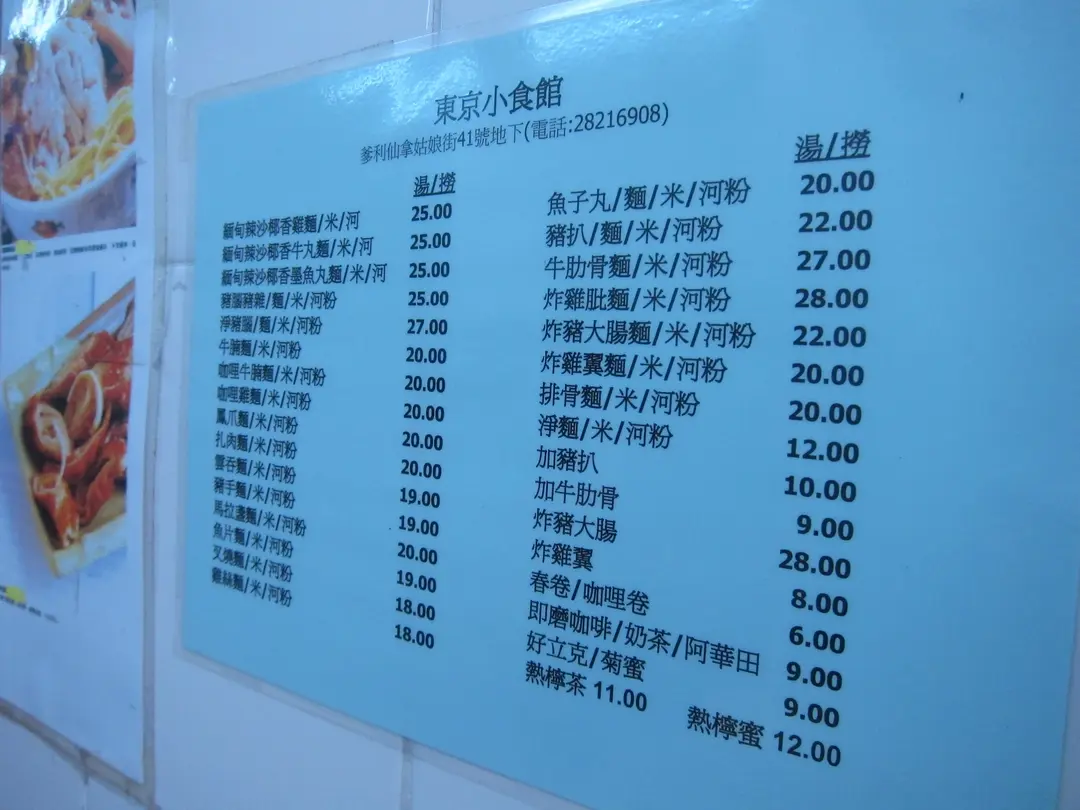 東京小食館
爹利仙拿姑娘街41號地下(電話:28216908)
湯/撈
緬甸辣沙椰香雞麵/米/河 25.00
緬甸辣沙椰香牛丸麵/米/河 25.00
緬甸辣沙椰香墨魚丸麵/米/河 25.00
豬腦豬雜/麵/米/河粉 25.00
淨豬腦/麵/米/河粉 27.00
牛腩麵/米/河粉 20.00
咖哩牛腩麵/米/河粉 20.00
咖哩雞麵/米/河粉 20.00
鳳爪麵/米/河粉 20.00
扎肉麵/米/河粉 20.00
雲吞麵/米/河粉 19.00
豬手麵/米/河粉 19.00
馬拉盞麵/米/河粉 20.00
魚片麵/米/河粉 19.00
叉燒麵/米/河粉 18.00
雞絲麵/米/河粉 18.00
湯/撈
魚子丸/麵/米/河粉 20.00
豬扒/麵/米/河粉 22.00
牛肋骨麵/米/河粉 27.00
炸雞肶麵/米/河粉 28.00
炸豬大腸麵/米/河粉 22.00
炸雞翼麵/米/河粉 20.00
排骨麵/米/河粉 20.00
淨麵/米/河粉 12.00
加豬扒 10.00
加牛肋骨 9.00
炸豬大腸 28.00
炸雞翼 8.00
春卷/咖哩卷 6.00
即磨咖啡/奶茶/阿華田 9.00
好立克/菊蜜 9.00
熱檸茶 11.00 熱檸蜜 12.00